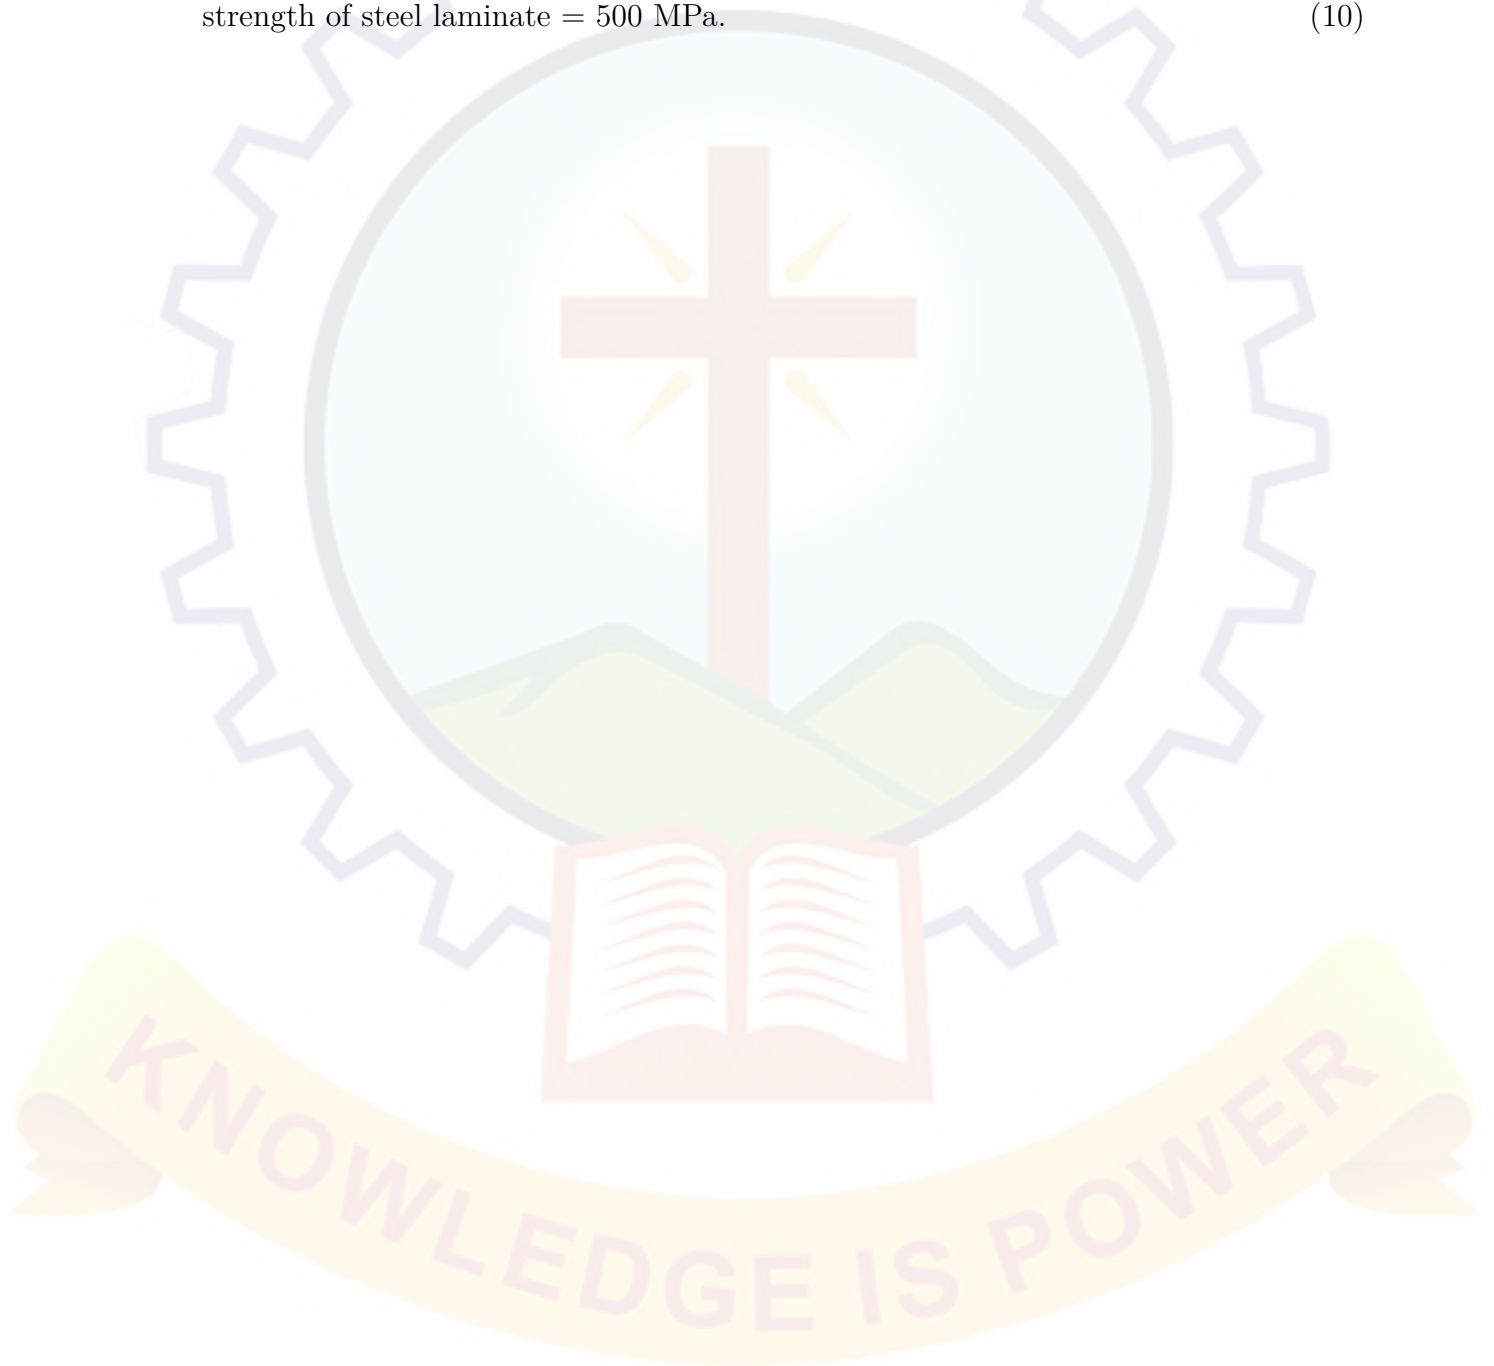 strength of steel laminate = 500 MPa. (10)
KNOWLEDGE IS POWER